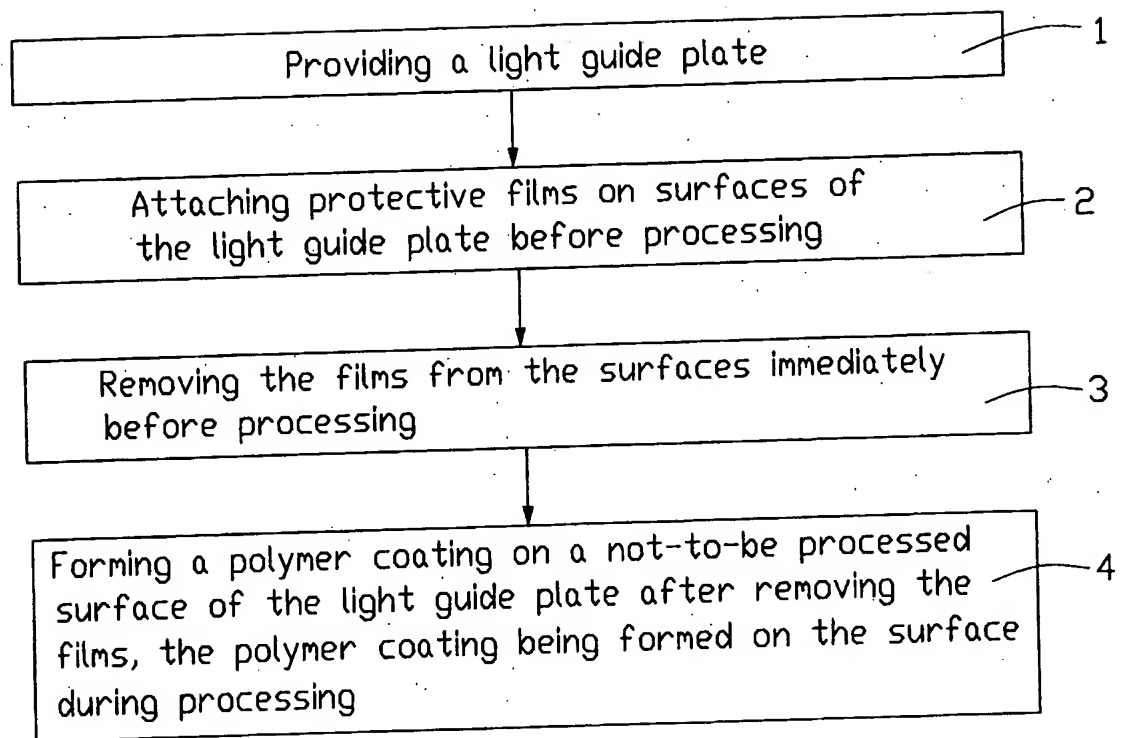 Providing a light guide plate
1
Attaching protective films on surfaces of
the light guide plate before processing
2
Removing the films from the surfaces immediately
before processing
3
Forming a polymer coating on a not-to-be processed
surface of the light guide plate after removing the
films, the polymer coating being formed on the surface
during processing
4